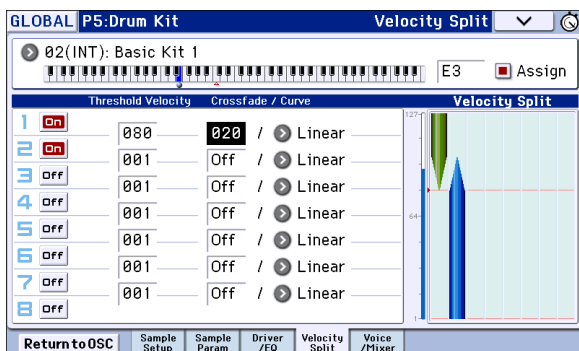 GLOBAL P5:Drum Kit Velocity Split
02(INT): Basic Kit 1
E3 Assign
Threshold Velocity Crossfade / Curve Velocity Split
127
1 On
080 020 / Linear
2 On
001 Off / Linear
3 Off
001 Off / Linear
4 Off
001 Off / Linear
64
5 Off
001 Off / Linear
6 Off
001 Off / Linear
7 Off
001 Off / Linear
8 Off
1
Return to OSC Sample Setup Sample Param Driver /EQ Velocity Split Voice /Mixer